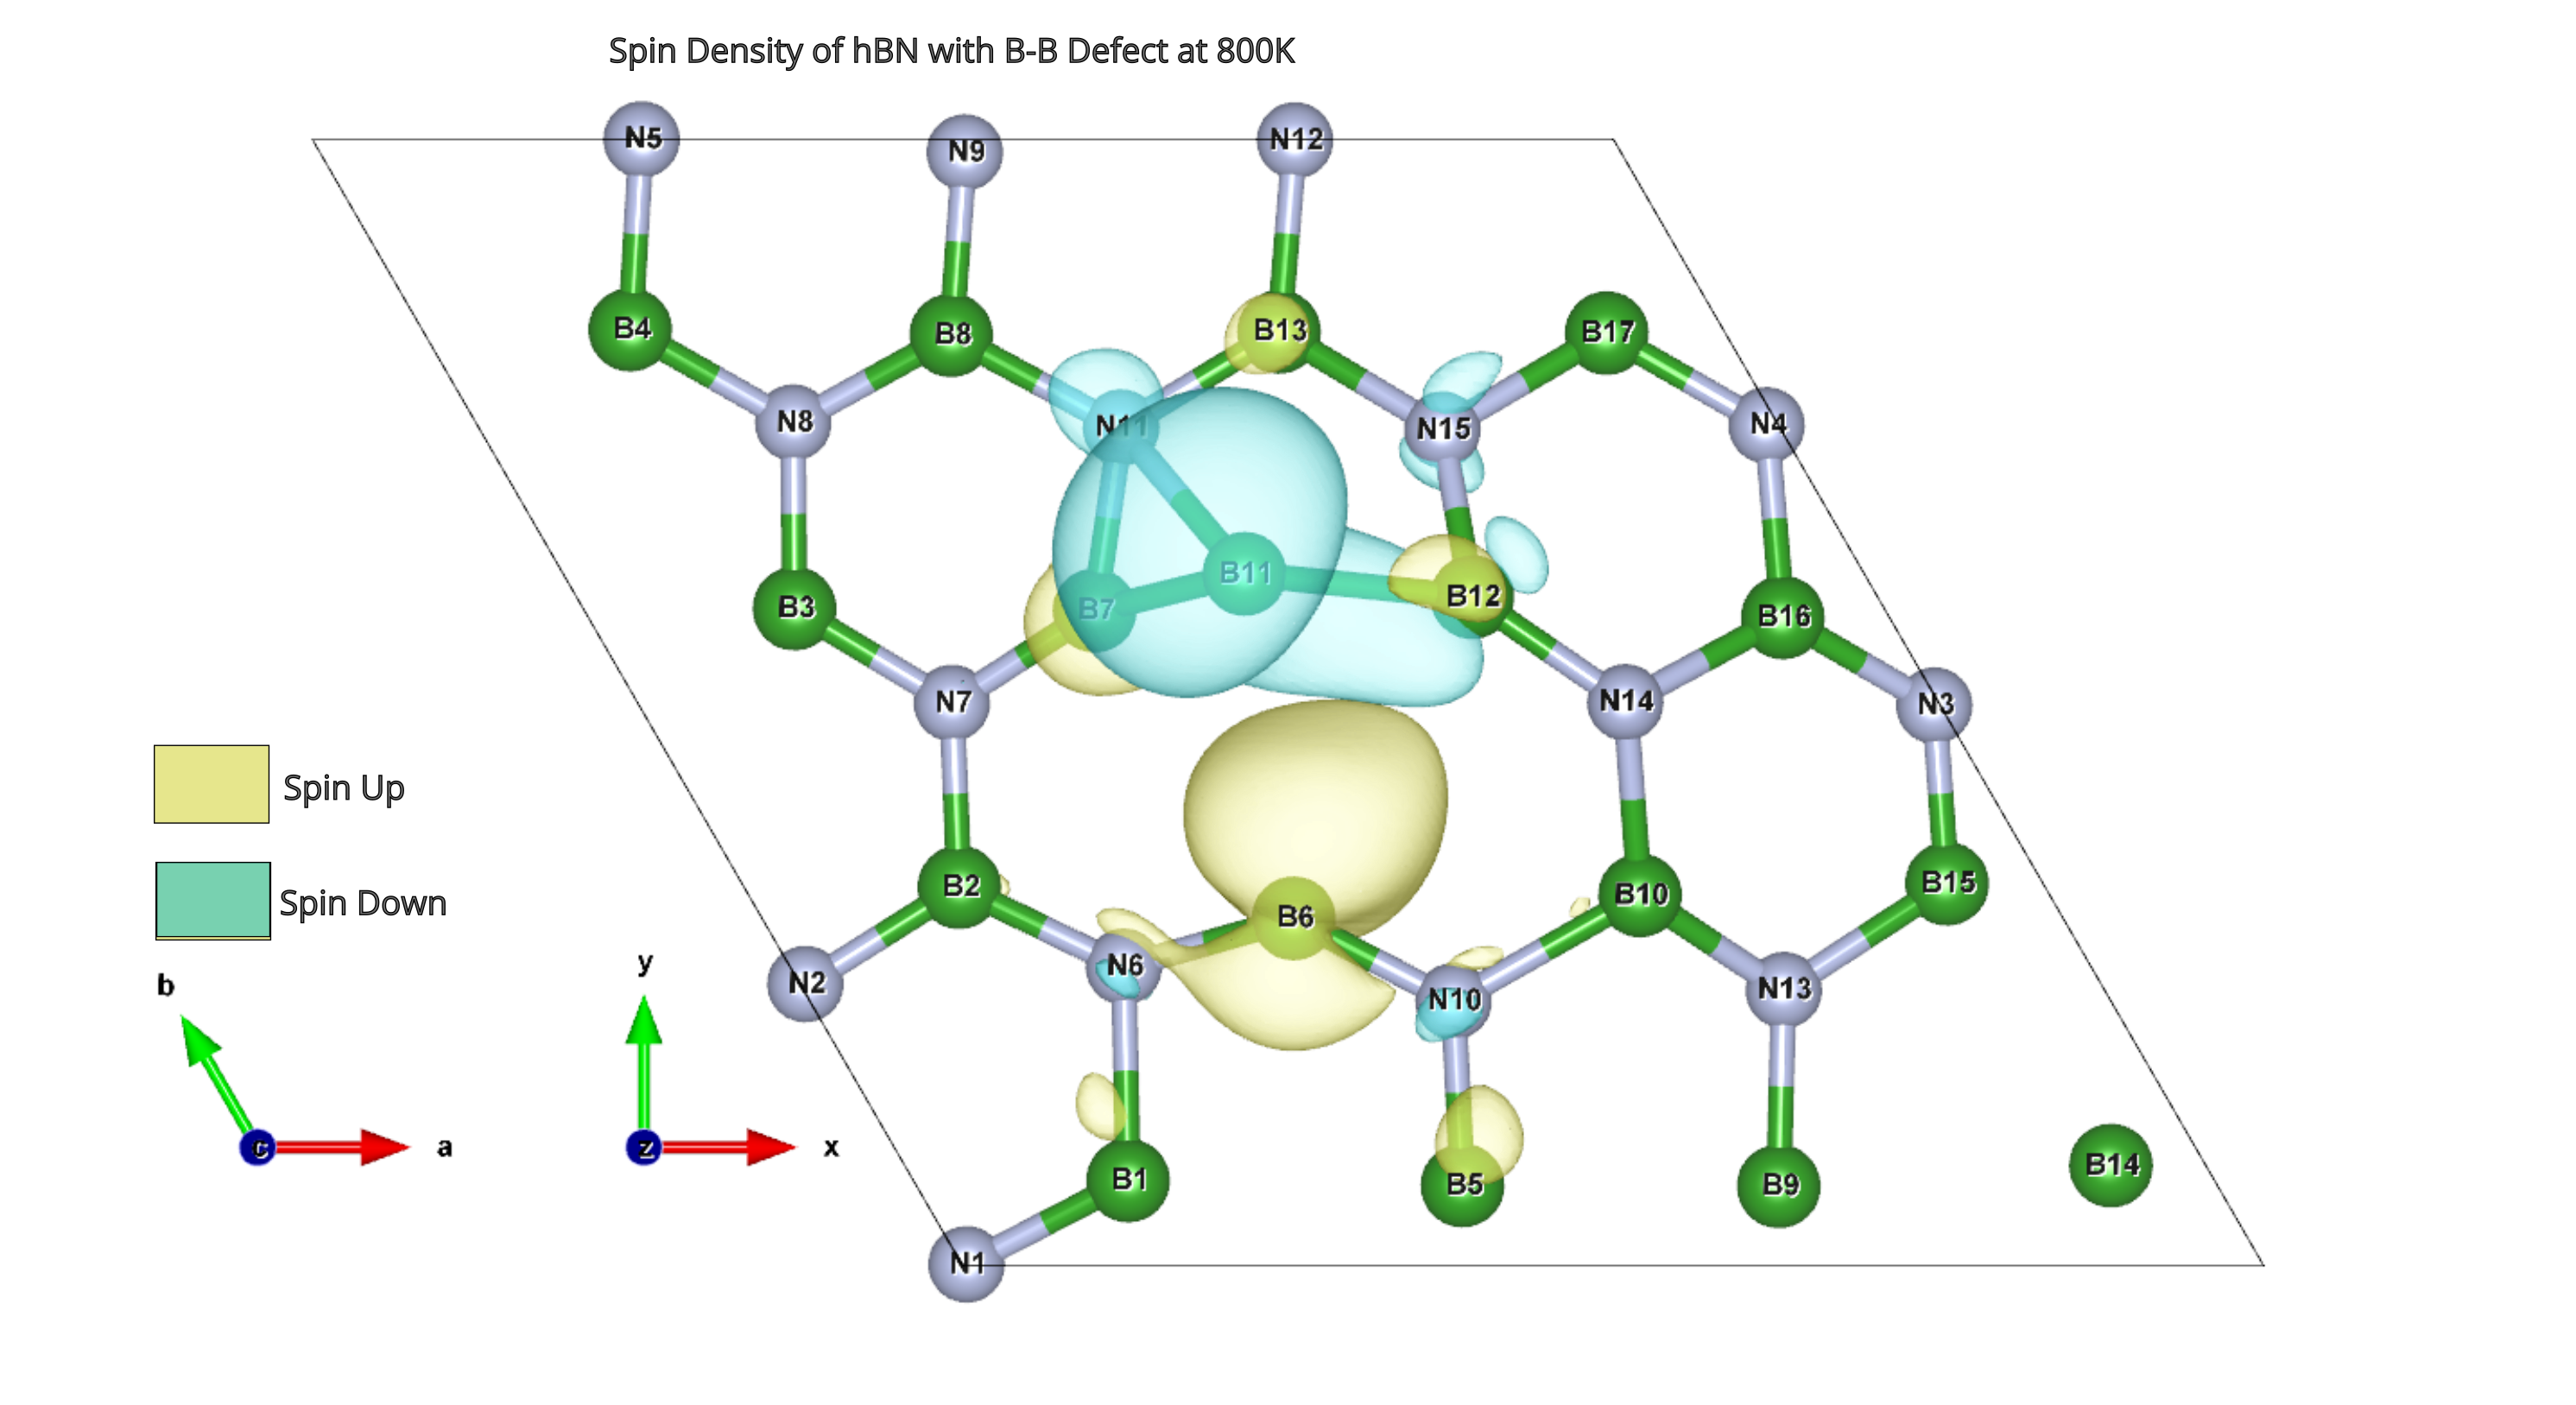 Spin Density of hBN with B-B Defect at 800K
N5
N9
N12
B4
B8
B13
B17
N8
N11
N15
N4
B3
B7
B11
B12
B16
N7
N14
N3
Spin Up
B2
B6
B10
B15
Spin Down
N2
N6
N10
N13
b
y
c
a
z
x
B1
B5
B9
B14
N1